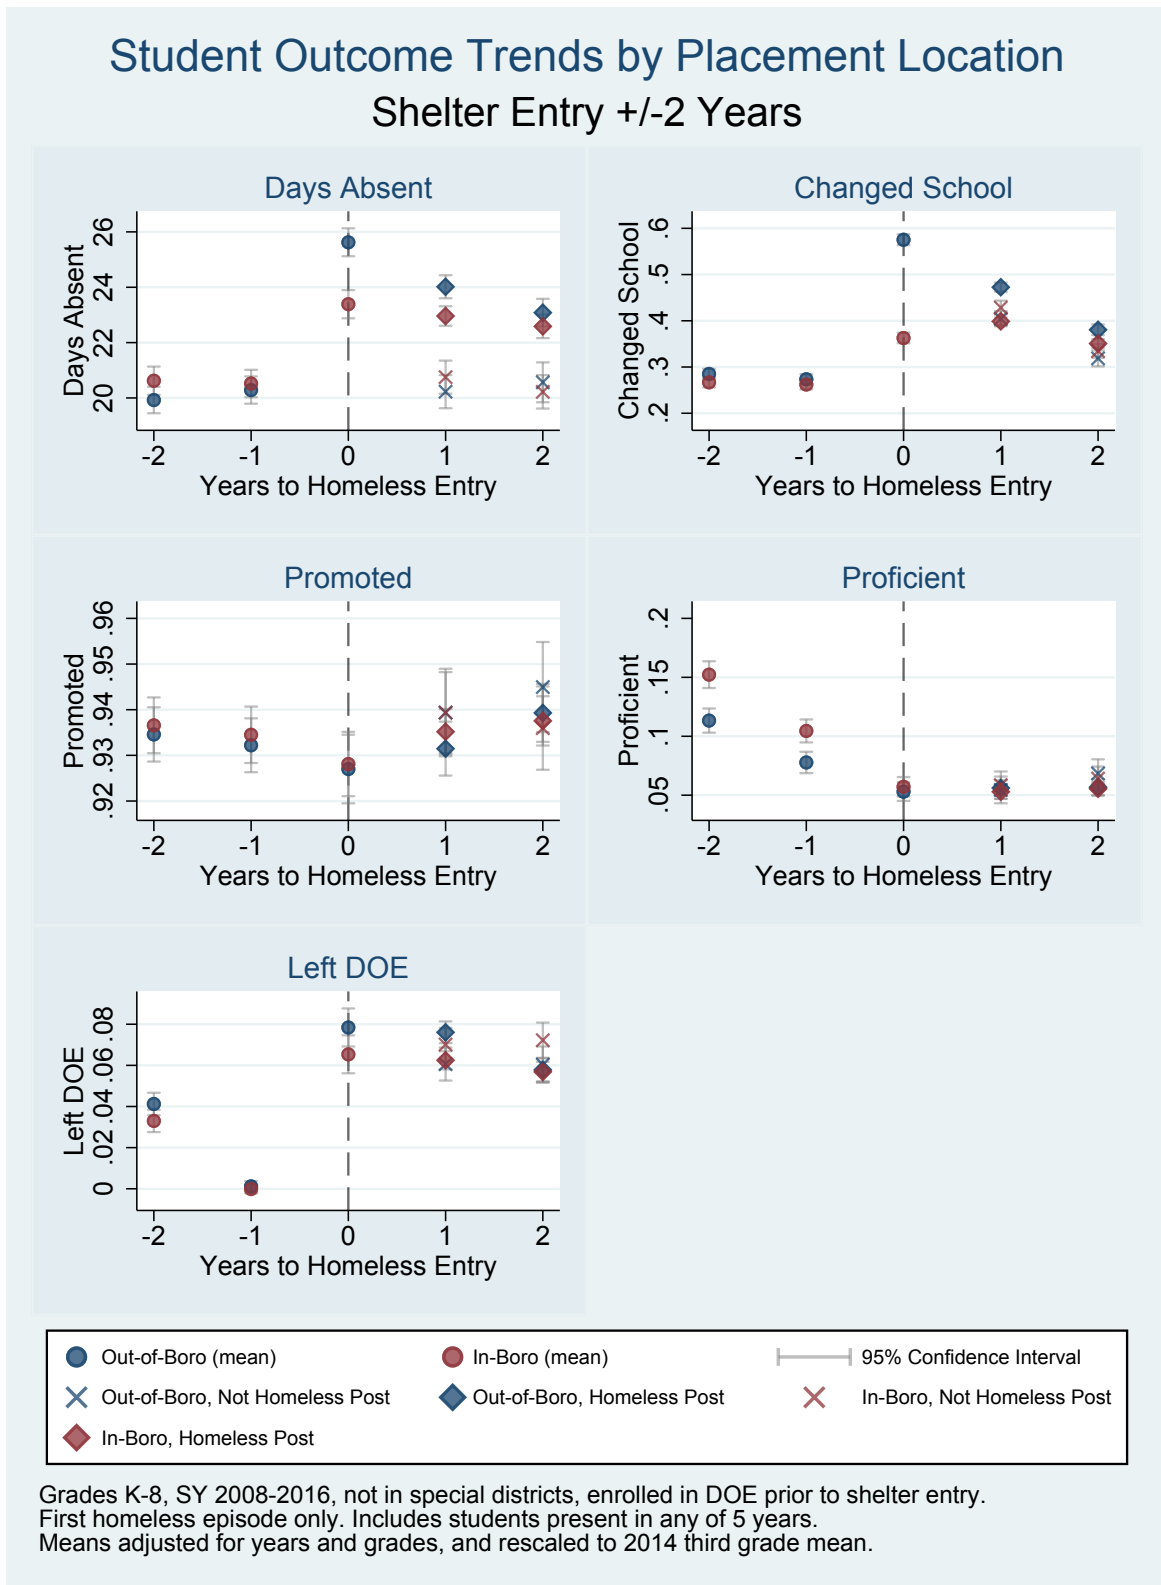 Student Outcome Trends by Placement Location
Shelter Entry +/-2 Years
Days Absent
Days Absent
26
24
22
20
-2 -1 0 1 2
Years to Homeless Entry
Changed School
Changed School
.6
.5
.4
.3
.2
-2 -1 0 1 2
Years to Homeless Entry
Promoted
Promoted
.96
.95
.94
.93
.92
-2 -1 0 1 2
Years to Homeless Entry
Proficient
Proficient
.2
.15
.1
.05
-2 -1 0 1 2
Years to Homeless Entry
Left DOE
Left DOE
.08
.06
.04
.02
0
-2 -1 0 1 2
Years to Homeless Entry
Out-of-Boro (mean) In-Boro (mean) 95% Confidence Interval
Out-of-Boro, Not Homeless Post Out-of-Boro, Homeless Post In-Boro, Not Homeless Post
In-Boro, Homeless Post
Grades K-8, SY 2008-2016, not in special districts, enrolled in DOE prior to shelter entry.
First homeless episode only. Includes students present in any of 5 years.
Means adjusted for years and grades, and rescaled to 2014 third grade mean.